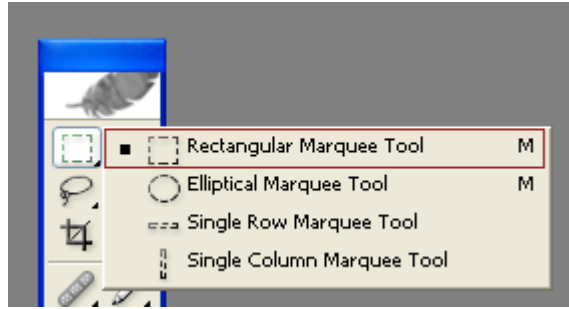 Rectangular Marquee Tool M
Elliptical Marquee Tool M
Single Row Marquee Tool
Single Column Marquee Tool